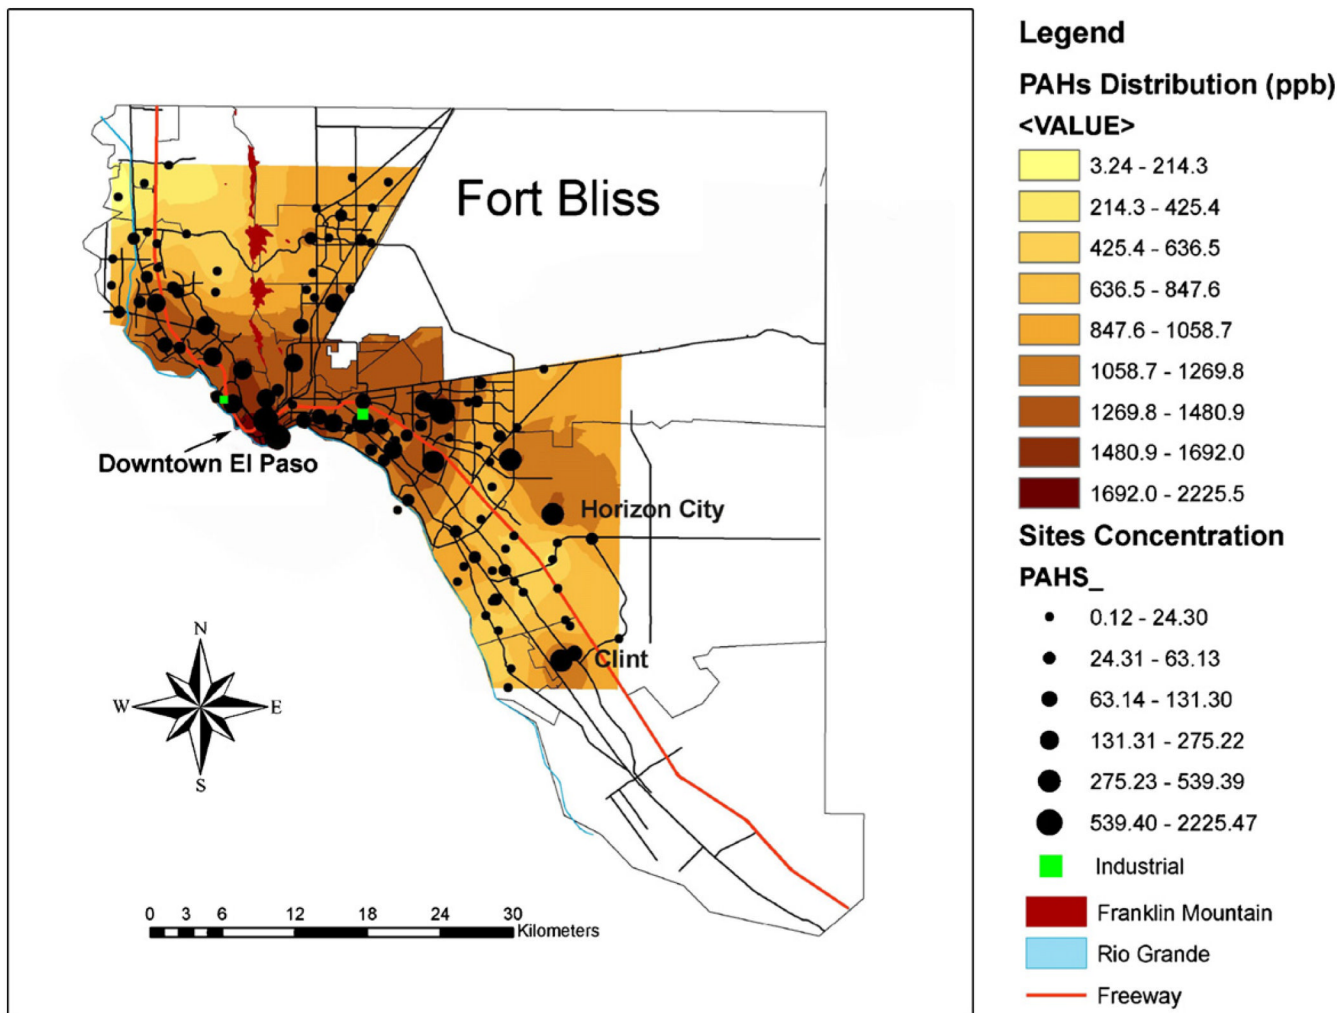 Fort Bliss
Downtown El Paso
Horizon City
Clint
N
W E
S
0 3 6 12 18 24 30
Kilometers
Legend
PAHs Distribution (ppb)
<VALUE>
3.24 - 214.3
214.3 - 425.4
425.4 - 636.5
636.5 - 847.6
847.6 - 1058.7
1058.7 - 1269.8
1269.8 - 1480.9
1480.9 - 1692.0
1692.0 - 2225.5
Sites Concentration
PAHS_
0.12 - 24.30
24.31 - 63.13
63.14 - 131.30
131.31 - 275.22
275.23 - 539.39
539.40 - 2225.47
Industrial
Franklin Mountain
Rio Grande
Freeway